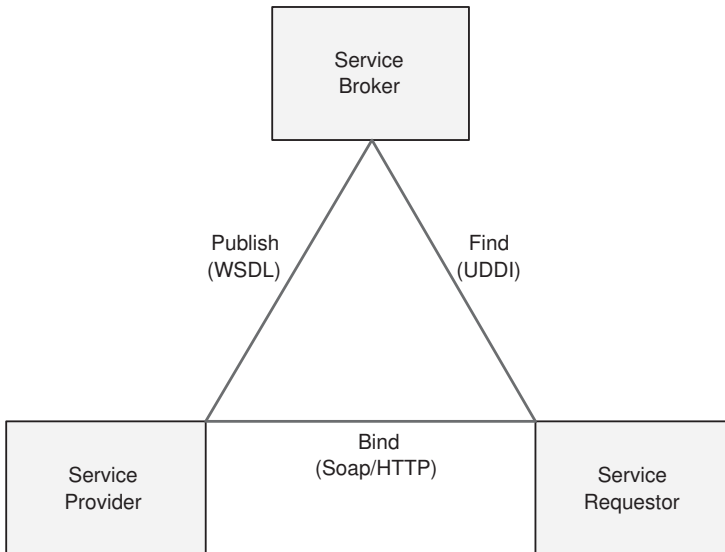 Service
Broker
Publish
(WSDL)
Find
(UDDI)
Bind
(Soap/HTTP)
Service
Provider
Service
Requestor